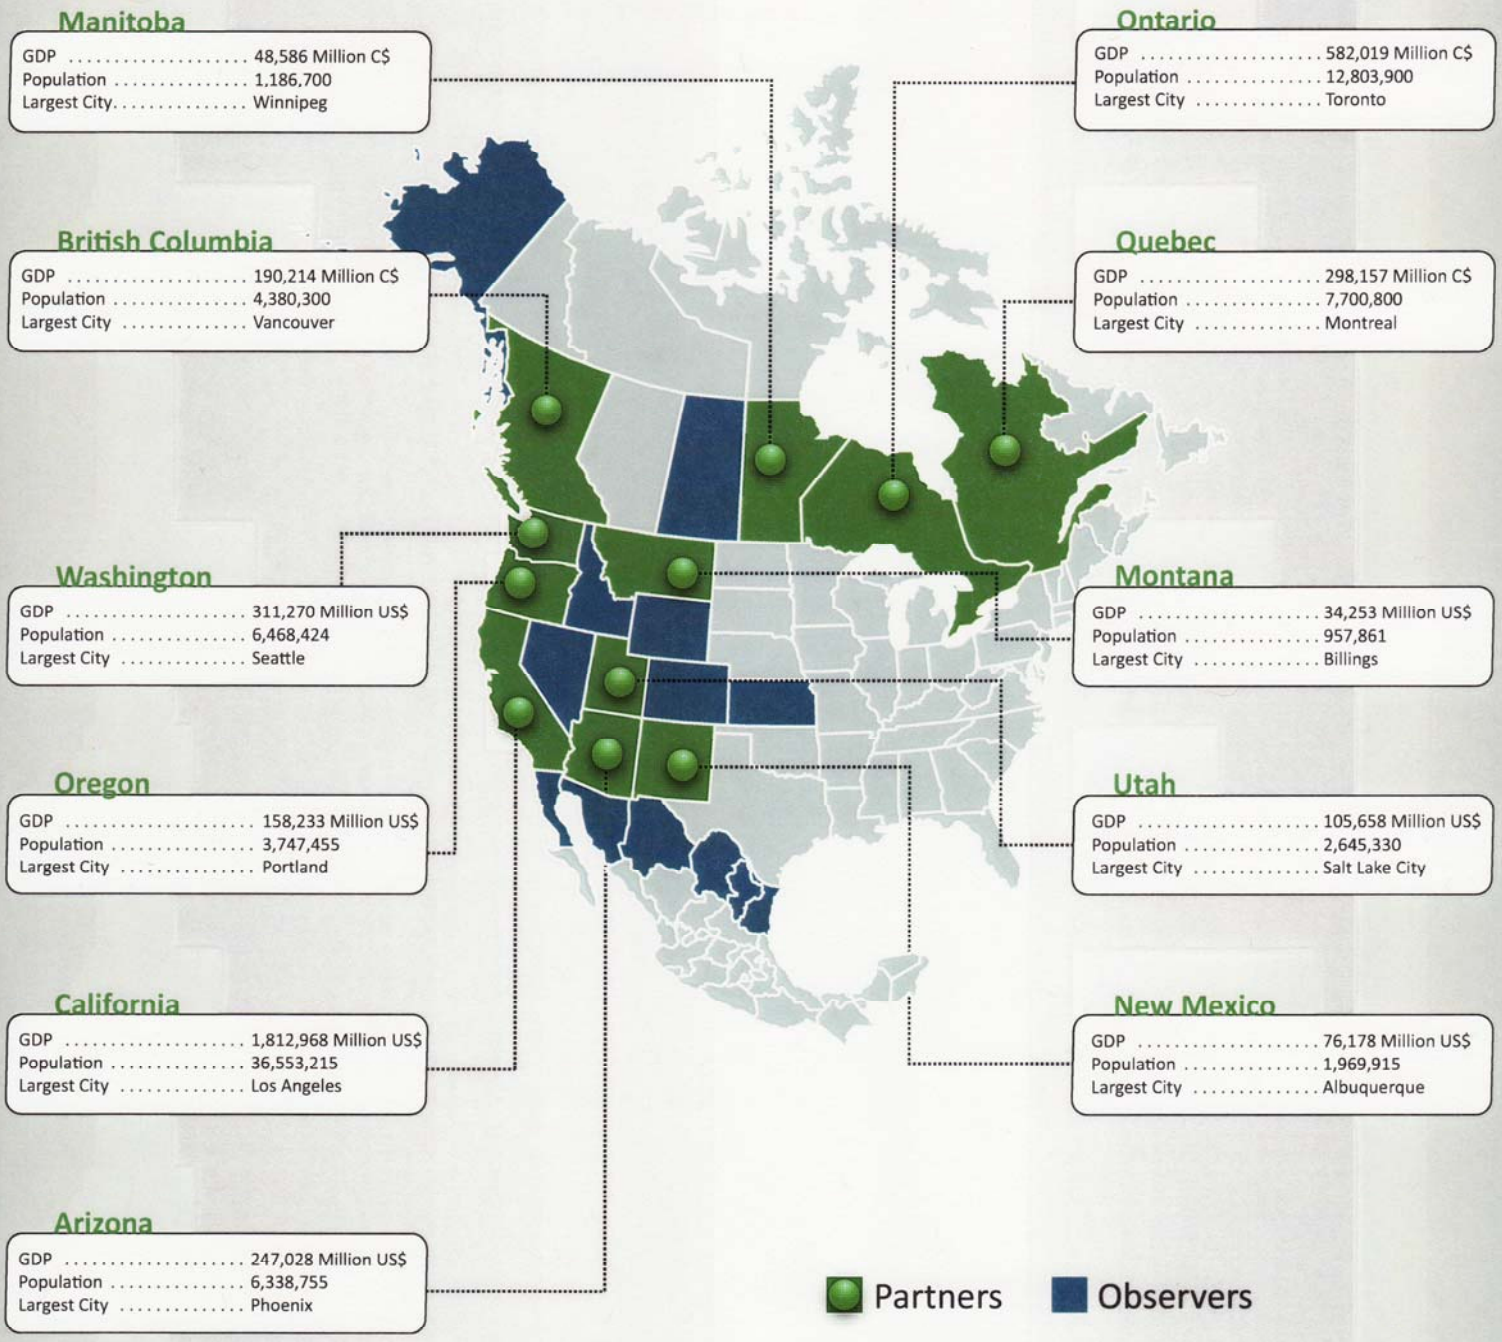 Manitoba
GDP .................... 48,586 Million C$
Population ............... 1,186,700
Largest City............... Winnipeg
British Columbia
GDP .................... 190,214 Million C$
Population ............... 4,380,300
Largest City .............. Vancouver
Washington
GDP .................... 311,270 Million US$
Population ............... 6,468,424
Largest City .............. Seattle
Oregon
GDP ..................... 158,233 Million US$
Population ................ 3,747,455
Largest City ............... Portland
California
GDP .................... 1,812,968 Million US$
Population ............... 36,553,215
Largest City .............. Los Angeles
Arizona
GDP .................... 247,028 Million US$
Population ............... 6,338,755
Largest City .............. Phoenix
Ontario
GDP .................... 582,019 Million C$
Population ............... 12,803,900
Largest City .............. Toronto
Quebec
GDP .................... 298,157 Million C$
Population ............... 7,700,800
Largest City .............. Montreal
Montana
GDP .................... 34,253 Million US$
Population ............... 957,861
Largest City .............. Billings
Utah
GDP .................... 105,658 Million US$
Population ............... 2,645,330
Largest City .............. Salt Lake City
New Mexico
GDP .................... 76,178 Million US$
Population ............... 1,969,915
Largest City .............. Albuquerque
Partners
Observers